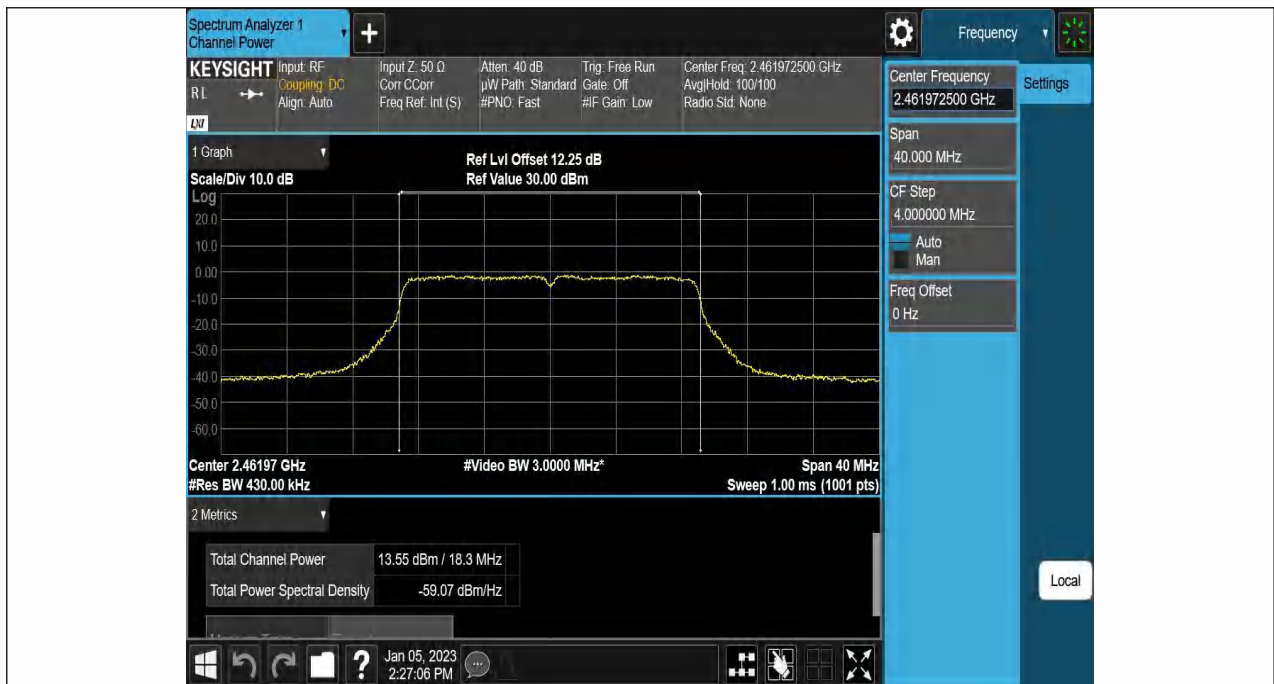 Spectrum Analyzer 1
Channel Power
+
Frequency
KEYSIGHT
RL
LXI
Input: RF
Coupling: DC
Align: Auto
Input Z: 50 Ω
Corr CCorr
Freq Ref: Int (S)
Atten: 40 dB
µW Path: Standard
#PNO: Fast
Trig: Free Run
Gate: Off
#IF Gain: Low
Center Freq: 2.461972500 GHz
Avg|Hold: 100/100
Radio Std: None
Center Frequency
2.461972500 GHz
Settings
Span
40.000 MHz
CF Step
4.000000 MHz
Auto
Man
Freq Offset
0 Hz
1 Graph
Scale/Div 10.0 dB
Ref Lvl Offset 12.25 dB
Ref Value 30.00 dBm
Log
20.0
10.0
0.00
-10.0
-20.0
-30.0
-40.0
-50.0
-60.0
Center 2.46197 GHz
#Res BW 430.00 kHz
#Video BW 3.0000 MHz*
Span 40 MHz
Sweep 1.00 ms (1001 pts)
2 Metrics
Total Channel Power 13.55 dBm / 18.3 MHz
Total Power Spectral Density -59.07 dBm/Hz
Local
?
Jan 05, 2023
2:27:06 PM